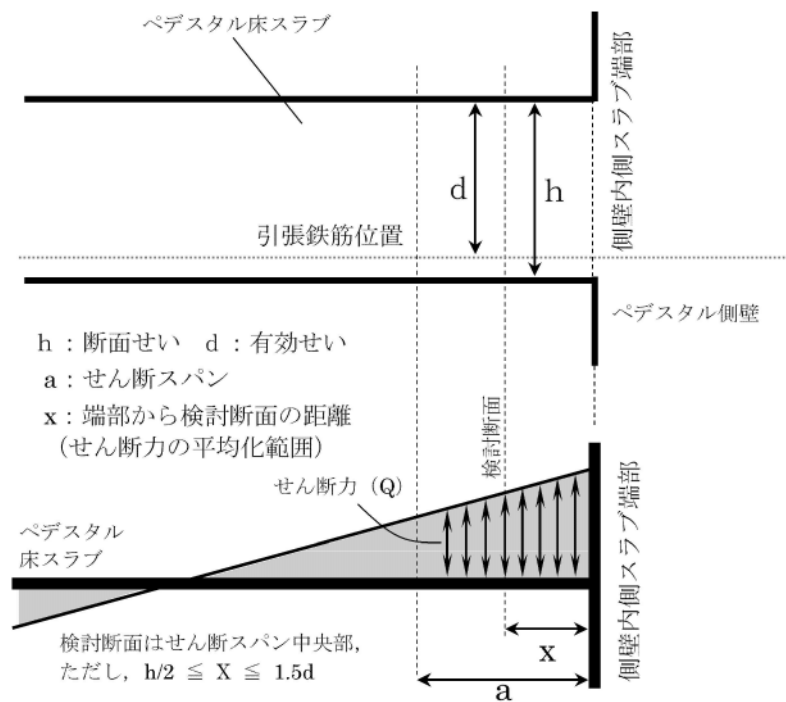 ペデスタル床スラブ
側壁内側スラブ端部
d
h
引張鉄筋位置
ペデスタル側壁
h：断面せい d：有効せい
a：せん断スパン
x：端部から検討断面の距離
（せん断力の平均化範囲）
検討断面
せん断力（Q）
ペデスタル
床スラブ
側壁内側スラブ端部
検討断面はせん断スパン中央部，
ただし，h/2 ≦ X ≦ 1.5d
x
a